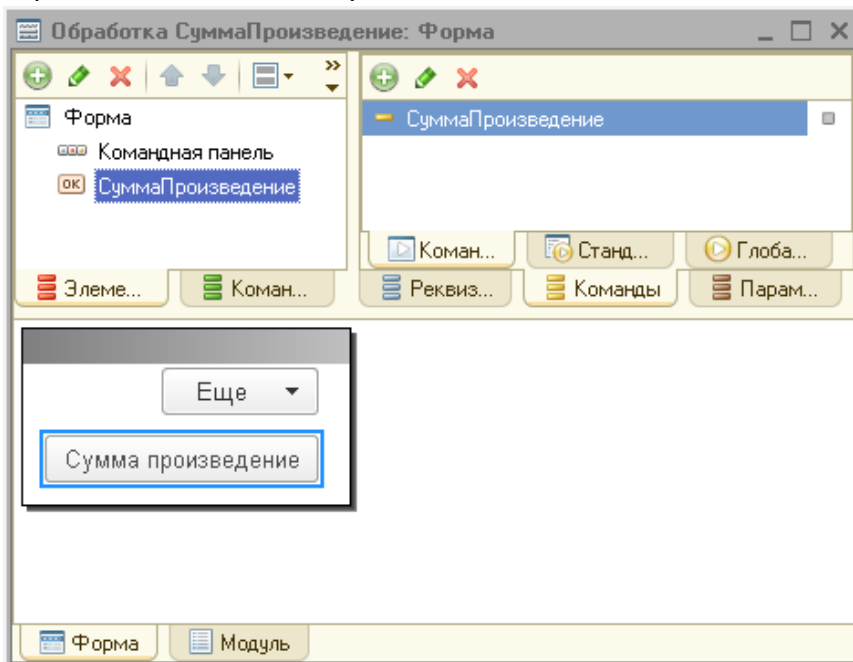 Обработка СуммаПроизведение: Форма
Форма
Командная панель
OK СуммаПроизведение
СуммаПроизведение
Коман... Станд... Глоба...
Элеме... Коман...
Реквиз... Команды Парам...
Еще
Сумма произведение
Форма Модуль